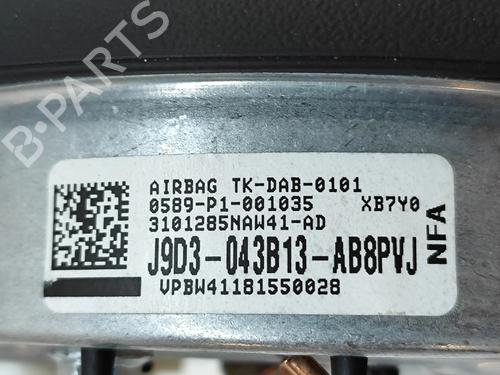 B-PARTS
AIRBAG TK-DAB-0101
0589-P1-001035 XB7Y0
3101285NAW41-AD
J9D3-043B13-AB8PVJ
VPBW41181550028
NFA